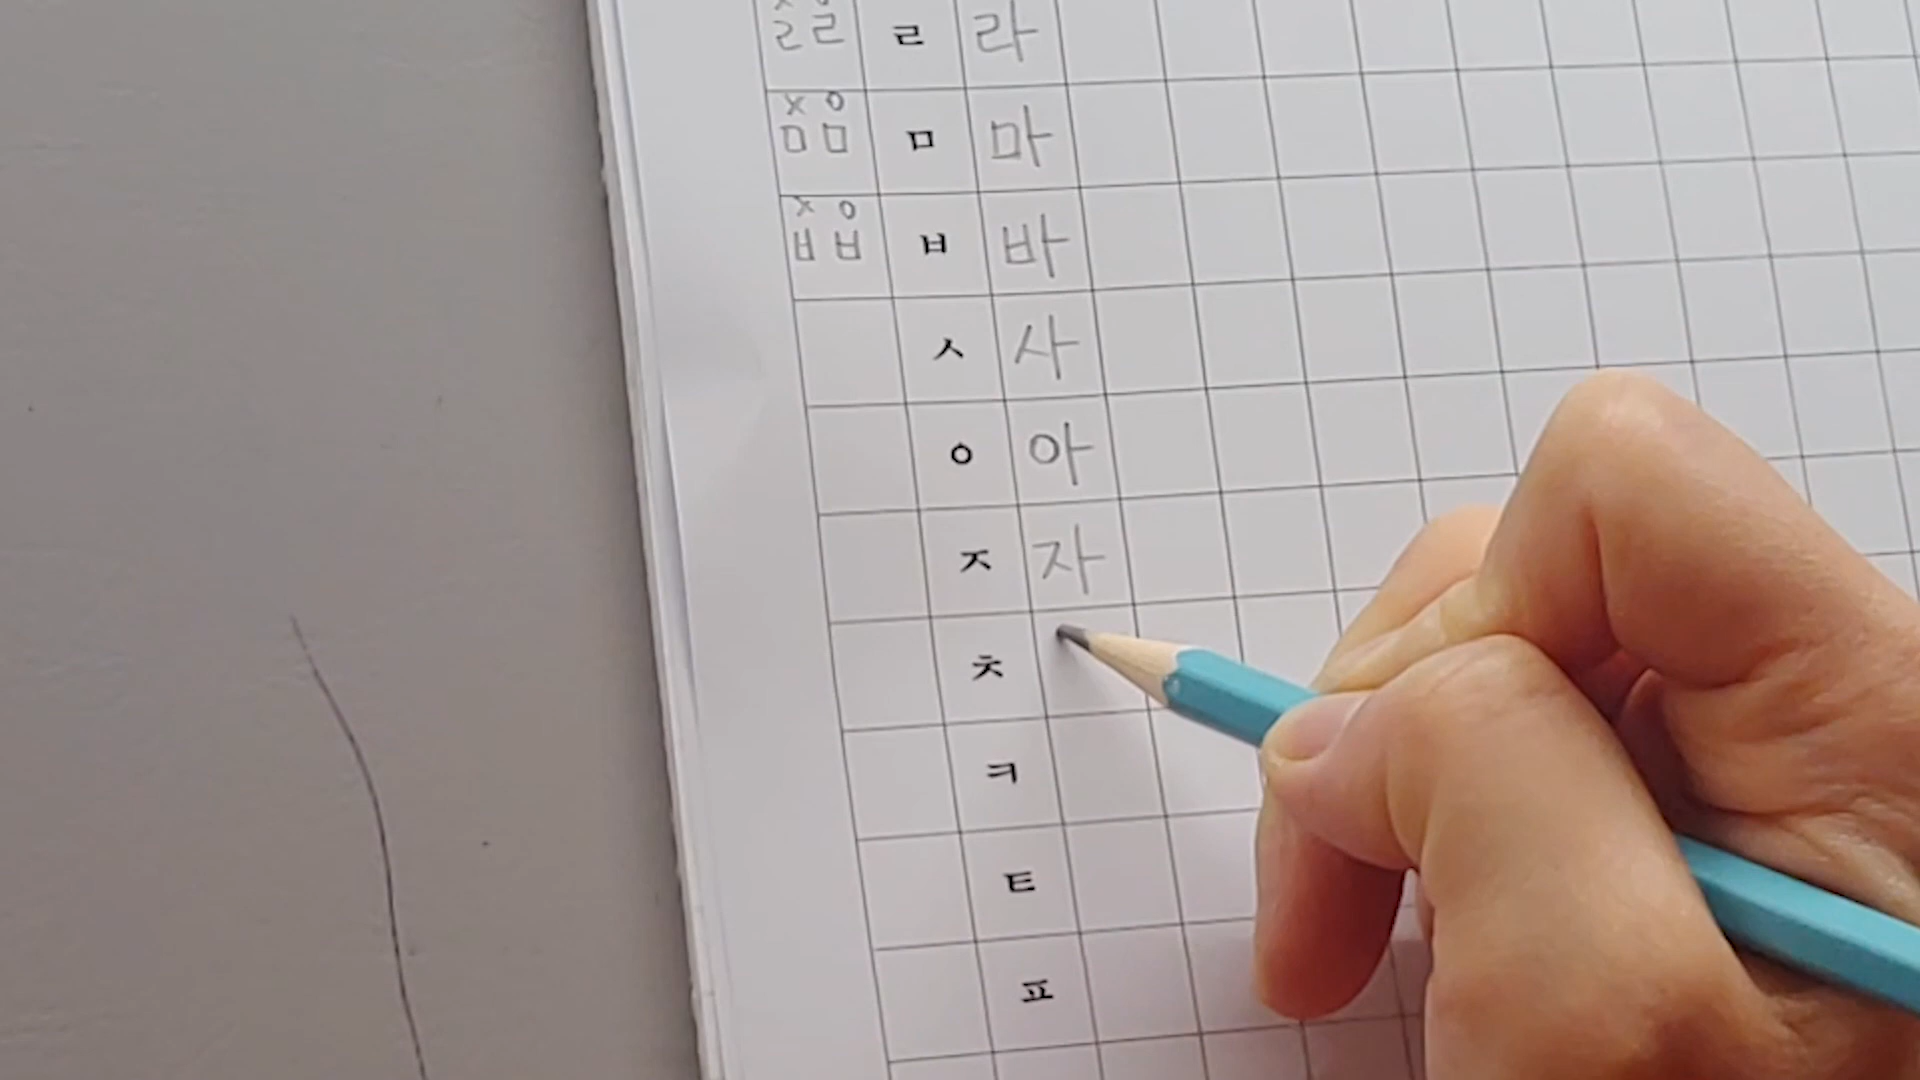 ㄹ ㄹ ㄹ 라
x o
ㅁ ㅁ ㅁ 마
x o
ㅂ ㅂ ㅂ 바
ㅅ 사
ㅇ 아
ㅈ 자
ㅊ
ㅋ
ㅌ
ㅍ